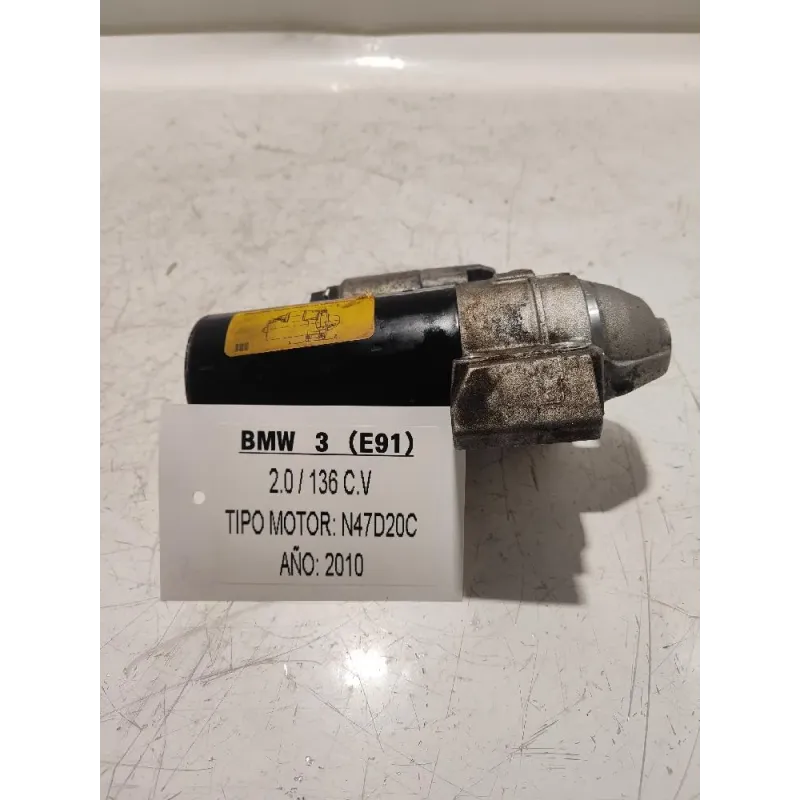 BMW 3 (E91)
2.0 / 136 C.V
TIPO MOTOR: N47D20C
AÑO: 2010